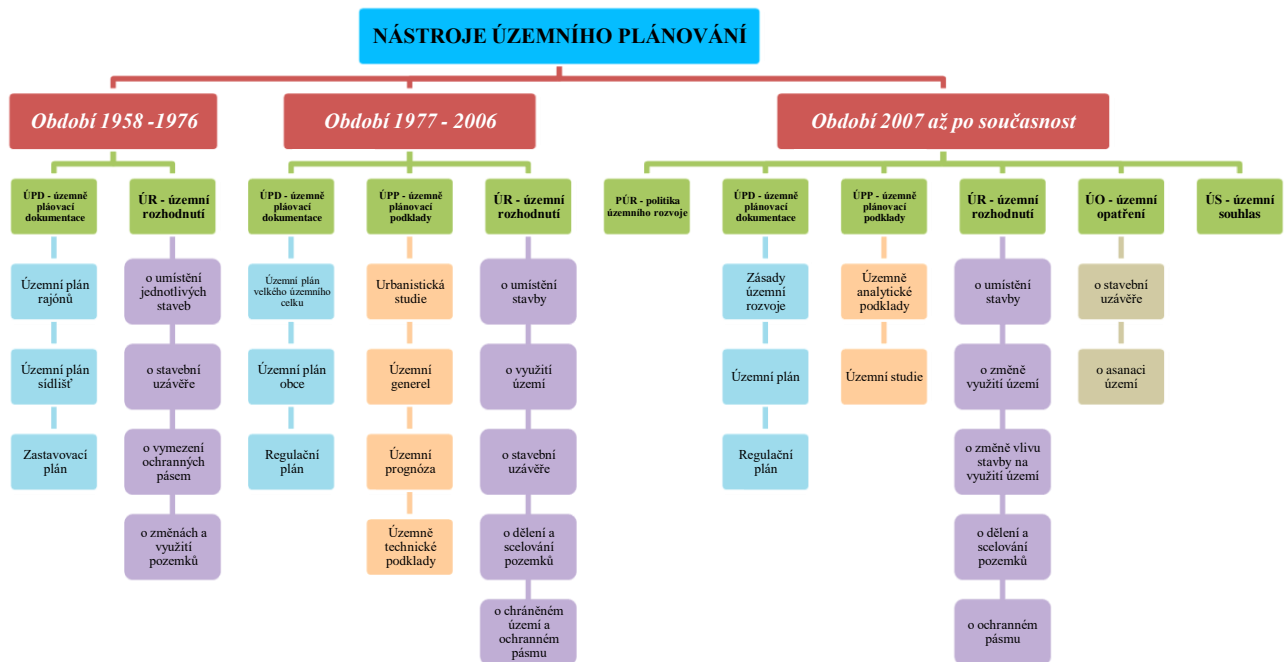 NÁSTROJE ÚZEMNÍHO PLÁNOVÁNÍ
Období 1958 -1976
Období 1977 - 2006
Období 2007 až po současnost
ÚPD - územně
pláovací
dokumentace
ÚR - územní
rozhodnutí
ÚPD - územně
pláovací
dokumentace
ÚPP - územně
plánovací
podklady
ÚR - územní
rozhodnutí
PÚR - politika
územního rozvoje
ÚPD - územně
plánovací
dokumentace
ÚPP - územně
plánovací
podklady
ÚR - územní
rozhodnutí
ÚO - územní
opatření
ÚS - územní
souhlas
Územní plán
rajónů
Územní plán
sídlišť
Zastavovací
plán
o umístění
jednotlivých
staveb
o stavební
uzávěře
o vymezení
ochranných
pásem
o změnách a
využití
pozemků
Územní plán
velkého územního
celku
Územní plán
obce
Regulační
plán
Urbanistická
studie
Územní
generel
Územní
prognóza
Územně
technické
podklady
o umístění
stavby
o využití
území
o stavební
uzávěře
o dělení a
scelování
pozemků
o chráněném
území a
ochranném
pásmu
Zásady
územní
rozvoje
Územní plán
Regulační
plán
Územně
analytické
podklady
Územní studie
o umístění
stavby
o změně
využití území
o změně vlivu
stavby na
využití území
o dělení a
scelování
pozemků
o ochranném
pásmu
o stavební
uzávěře
o asanaci
území